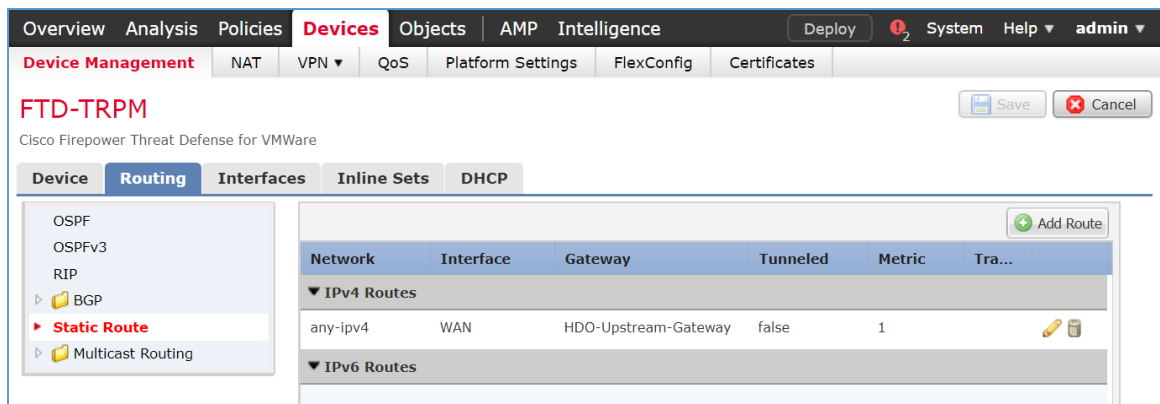 Overview Analysis Policies Devices Objects AMP Intelligence Deploy 2 System Help admin
Device Management NAT VPN QoS Platform Settings FlexConfig Certificates
FTD-TRPM
Save Cancel
Cisco Firepower Threat Defense for VMWare
Device Routing Interfaces Inline Sets DHCP
OSPF
OSPFv3
RIP
BGP
Static Route
Multicast Routing
Add Route
Network Interface Gateway Tunneled Metric Tra...
IPv4 Routes
any-ipv4 WAN HDO-Upstream-Gateway false 1
IPv6 Routes